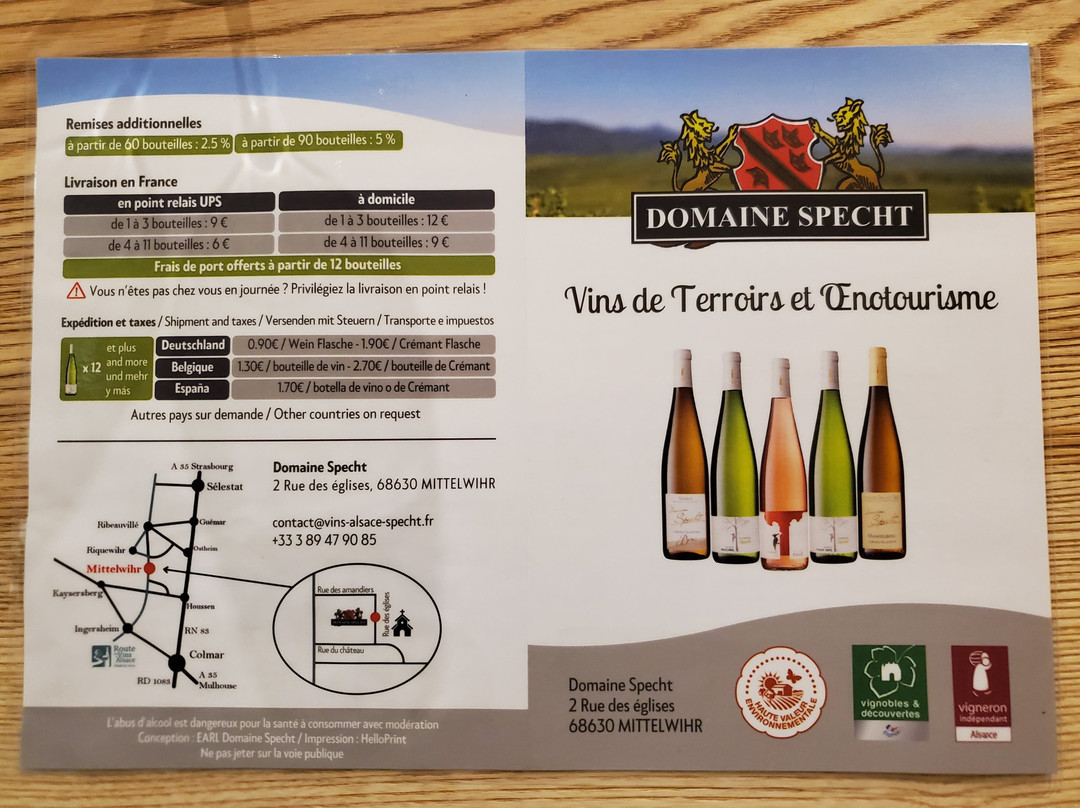 Remises additionnelles
à partir de 60 bouteilles : 2.5 %
à partir de 90 bouteilles : 5 %
Livraison en France
en point relais UPS
à domicile
de 1 à 3 bouteilles : 9 €
de 1 à 3 bouteilles : 12 €
de 4 à 11 bouteilles : 6 €
de 4 à 11 bouteilles : 9 €
Frais de port offerts à partir de 12 bouteilles
Vous n'êtes pas chez vous en journée ? Privilégiez la livraison en point relais !
Expédition et taxes / Shipment and taxes / Versenden mit Steuern / Transporte e impuestos
x 12
et plus
and more
und mehr
y màs
Deutschland
0.90€ / Wein Flasche - 1.90€ / Crémant Flasche
Belgique
1.30€ / bouteille de vin - 2.70€ / bouteille de Crémant
España
1.70€ / botella de vino o de Crémant
Autres pays sur demande / Other countries on request
A 35 Strasbourg
Sélestat
Ribeauvillé
Guémar
Riquewihr
Ostheim
Mittelwihr
Kaysersberg
Houssen
Ingersheim
RN 83
Route
des Vins
Alsace
Colmar
RD 1083
A 35
Mulhouse
Domaine Specht
2 Rue des églises, 68630 MITTELWIHR
contact@vins-alsace-specht.fr
+33 3 89 47 90 85
Rue des amandiers
Rue des églises
Rue du château
L'abus d'alcool est dangereux pour la santé à consommer avec modération
Conception : EARL Domaine Specht / Impression : HelloPrint
Ne pas jeter sur la voie publique
DOMAINE SPECHT
Vins de Terroirs et Œnotourisme
Domaine Specht
2 Rue des églises
68630 MITTELWIHR
HAUTE VALEUR
ENVIRONNEMENTALE
vignobles &
découvertes
vigneron
indépendant
Alsace